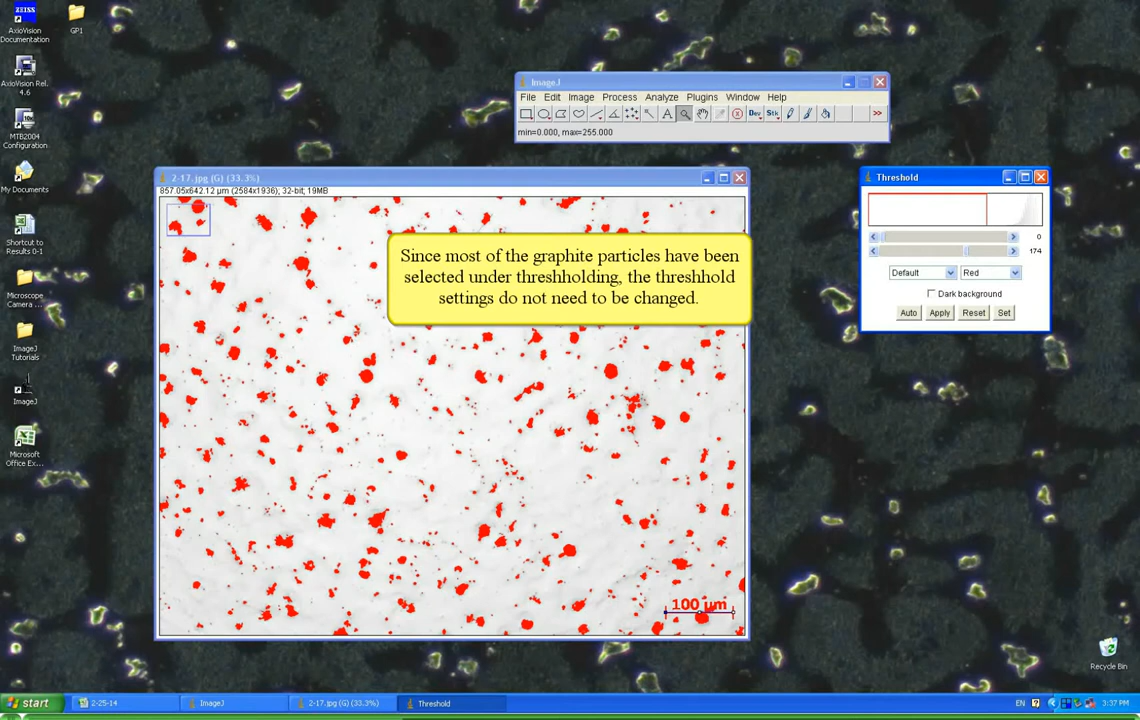 ZEISS
AxioVision
Documentation
GP1
AxioVision Rel.
4.6
MTB2004
Configuration
My Documents
Shortcut to
Results 0-1
Microscope
Camera ...
ImageJ
Tutorials
ImageJ
Microsoft
Office Ex...
ImageJ
File Edit Image Process Analyze Plugins Window Help
A Dev Stk >>
min=0.000, max=255.000
2-17.jpg (G) (33.3%)
857.05x642.12 µm (2584x1936); 32-bit; 19MB
Since most of the graphite particles have been
selected under threshholding, the threshhold
settings do not need to be changed.
100 µm
Threshold
0
174
Default Red
Dark background
Auto Apply Reset Set
Recycle Bin
start 2-25-14 ImageJ 2-17.jpg (G) (33.3%) Threshold EN 3:37 PM